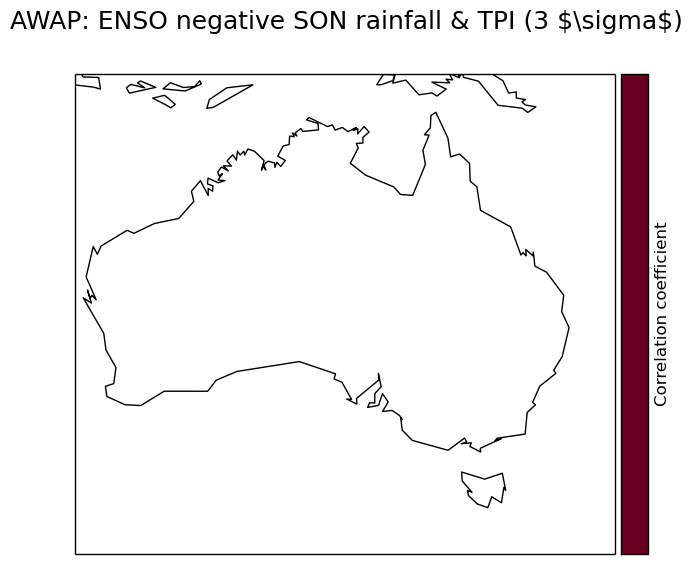 AWAP: ENSO negative SON rainfall & TPI (3 $\sigma$)
Correlation coefficient